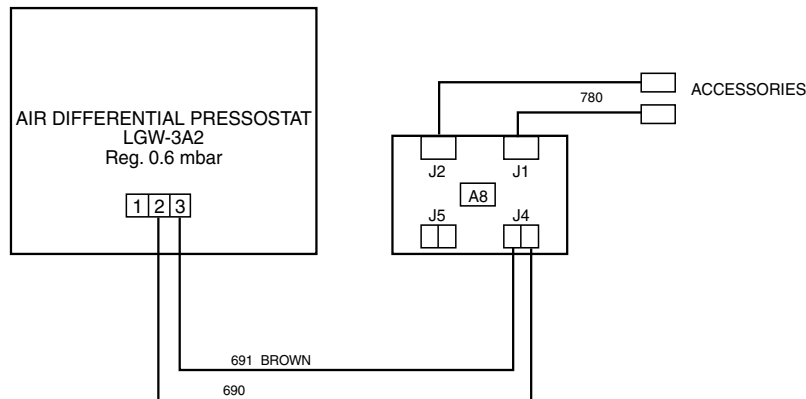 AIR DIFFERENTIAL PRESSOSTAT
LGW-3A2
Reg. 0.6 mbar
1 2 3
780
ACCESSORIES
J2 J1
A8
J5 J4
691 BROWN
690